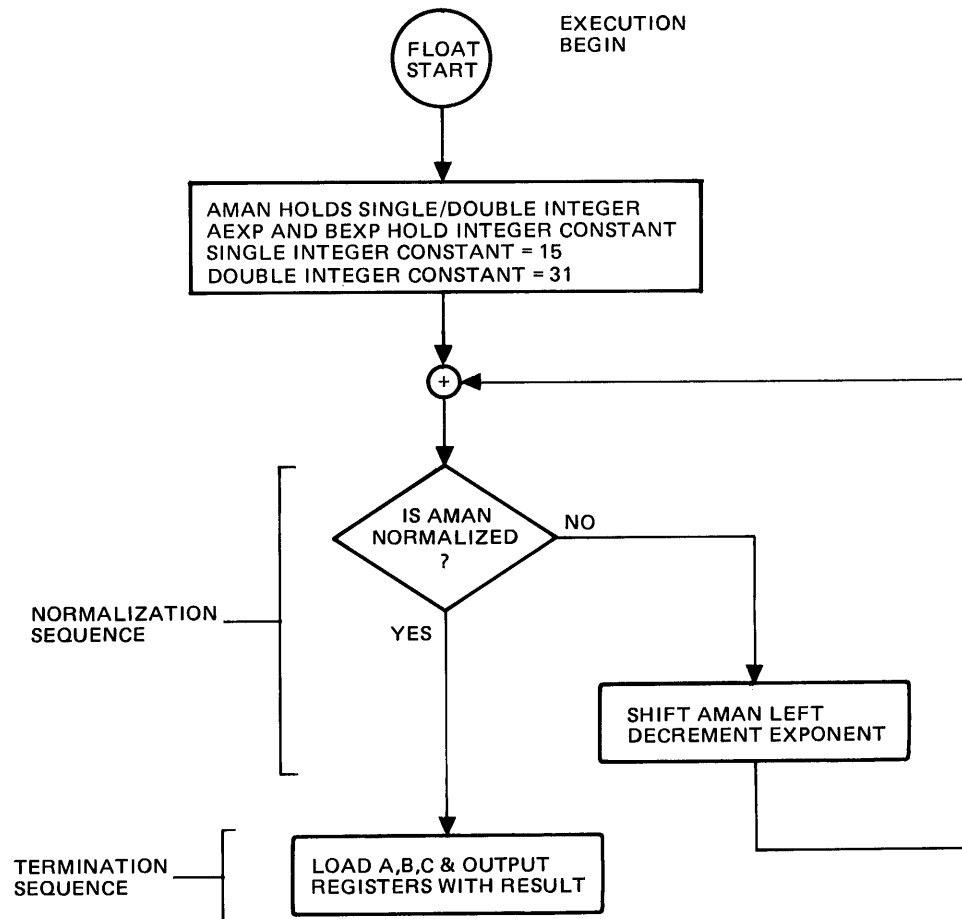 FLOAT
START
EXECUTION
BEGIN
AMAN HOLDS SINGLE/DOUBLE INTEGER
AEXP AND BEXP HOLD INTEGER CONSTANT
SINGLE INTEGER CONSTANT = 15
DOUBLE INTEGER CONSTANT = 31
+
IS AMAN
NORMALIZED
?
NO
YES
NORMALIZATION
SEQUENCE
SHIFT AMAN LEFT
DECREMENT EXPONENT
TERMINATION
SEQUENCE
LOAD A,B,C & OUTPUT
REGISTERS WITH RESULT